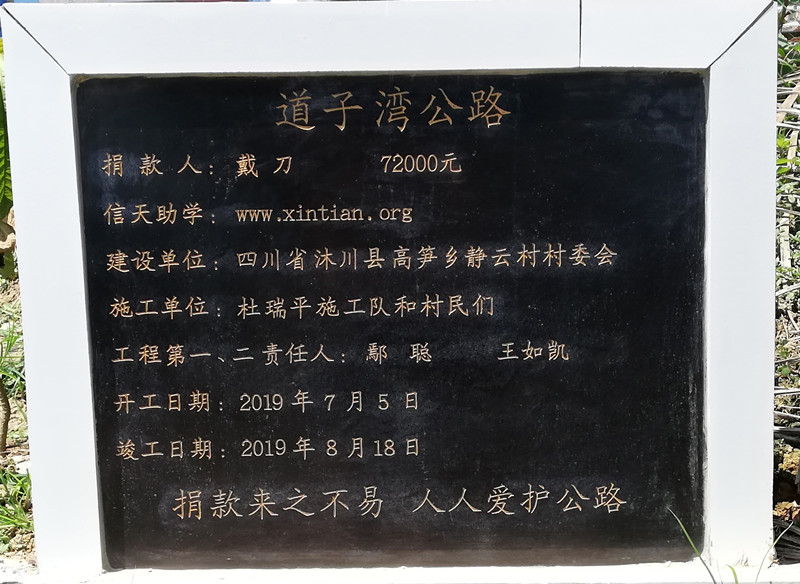 道子湾公路
捐款人：戴刀 72000元
信天助学：www.xintian.org
建设单位：四川省沐川县高笋乡静云村村委会
施工单位：杜瑞平施工队和村民们
工程第一、二责任人：鄢聪 王如凯
开工日期：2019年7月5日
竣工日期：2019年8月18日
捐款来之不易 人人爱护公路